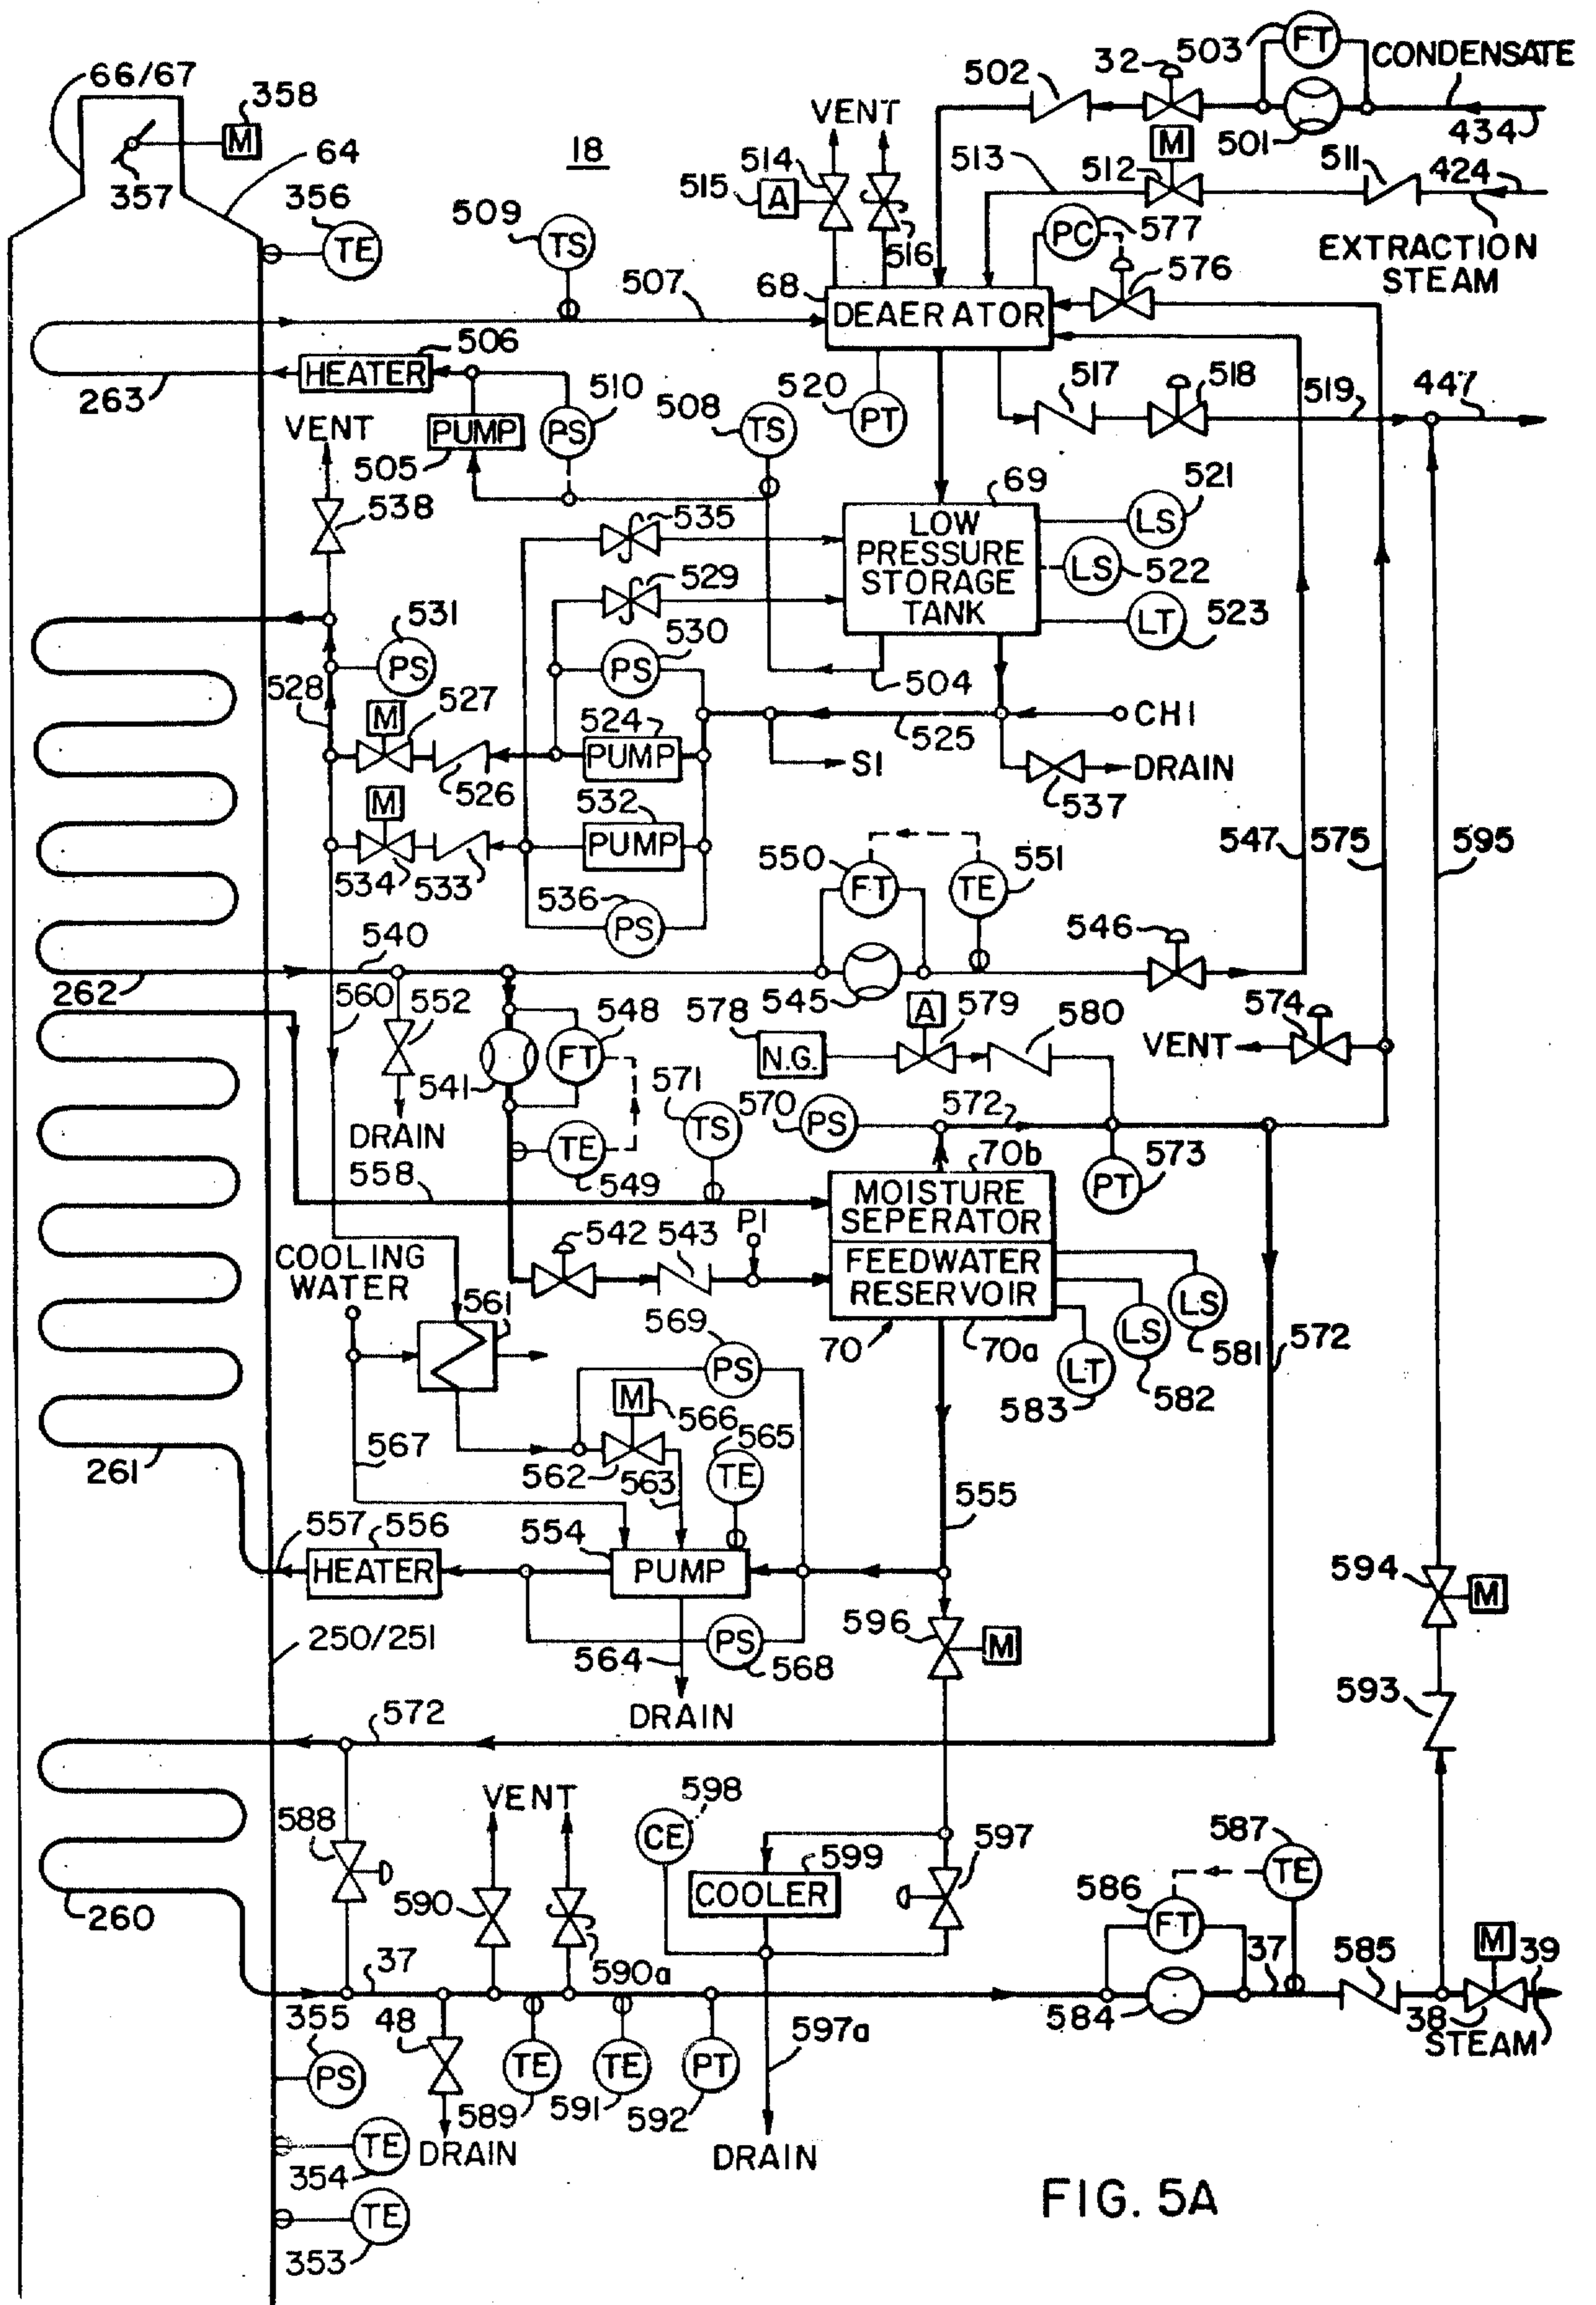 66/67
M
358
357
64
356
TE
18
509
TS
507
VENT
514
515
A
516
502
32
503
FT
CONDENSATE
501
434
M
512
513
511
424
EXTRACTION
STEAM
PC
577
576
68
DEAERATOR
506
HEATER
263
VENT
PUMP
505
510
PS
508
TS
520
PT
517
518
519
447
538
535
529
69
LOW
PRESSURE
STORAGE
TANK
521
LS
LS
522
LT
523
531
PS
530
PS
504
528
M
527
524
PUMP
526
525
CHI
SI
DRAIN
537
M
532
PUMP
534
533
536
PS
550
FT
551
TE
547
575
595
540
262
560
552
545
546
548
FT
541
DRAIN
558
TE
549
571
TS
578
N.G.
A
579
580
574
VENT
570
PS
572
573
PT
70b
MOISTURE
SEPERATOR
FEEDWATER
RESERVOIR
70
70a
P1
542
543
COOLING
WATER
561
569
PS
LS
581
LS
582
LT
583
572
M
566
565
TE
562
563
567
261
555
557
556
HEATER
554
PUMP
250/251
564
PS
568
DRAIN
596
M
594
M
593
572
588
VENT
598
CE
599
COOLER
597
587
TE
586
FT
260
590
590a
37
355
PS
48
TE
589
TE
591
PT
592
597a
584
37
585
M
39
38
STEAM
DRAIN
DRAIN
TE
354
TE
353
FIG. 5A